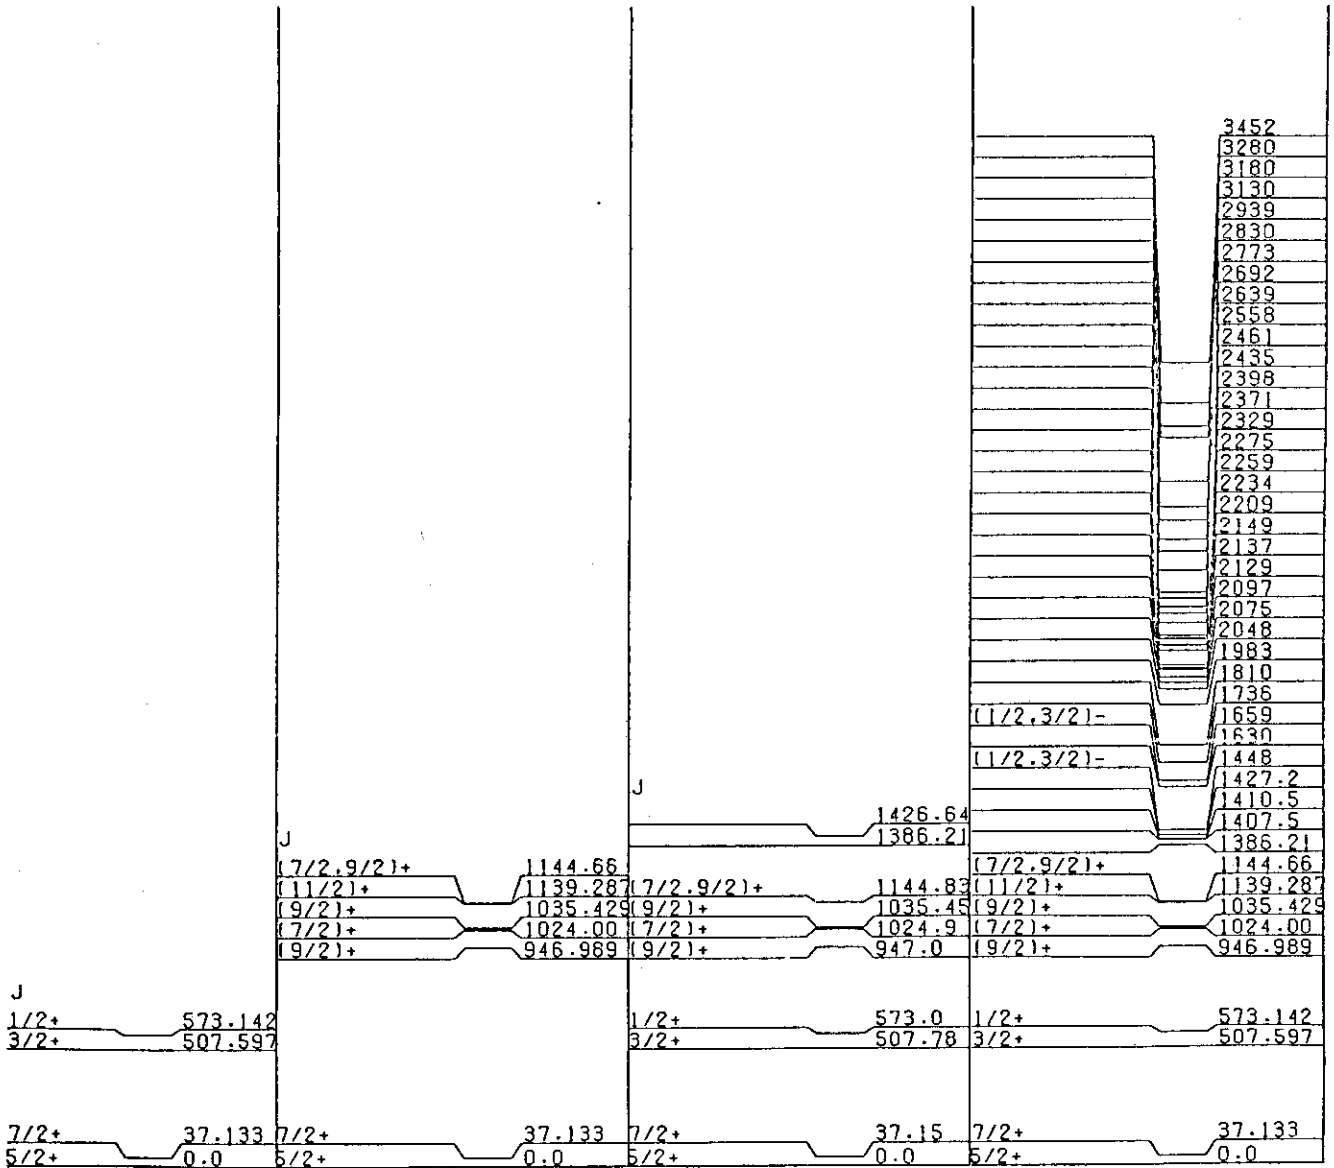 3452
3280
3180
3130
2939
2830
2773
2692
2639
2558
2461
2435
2398
2371
2329
2275
2259
2234
2209
2149
2137
2129
2097
2075
2048
1983
1810
1736
(1/2,3/2)- 1659
1630
(1/2,3/2)- 1448
1427.2
J
1410.5
1426.64 1407.5
1386.21 1386.21
J
(7/2,9/2)+ 1144.66 (7/2,9/2)+ 1144.66
(11/2)+ 1139.287 (7/2,9/2)+ 1144.83 (11/2)+ 1139.287
(9/2)+ 1035.429 (9/2)+ 1035.45 (9/2)+ 1035.429
(7/2)+ 1024.00 (7/2)+ 1024.9 (7/2)+ 1024.00
(9/2)+ 946.989 (9/2)+ 947.0 (9/2)+ 946.989
J
1/2+ 573.142 1/2+ 573.0 1/2+ 573.142
3/2+ 507.597 3/2+ 507.78 3/2+ 507.597
7/2+ 37.133 7/2+ 37.133 7/2+ 37.15 7/2+ 37.133
5/2+ 0.0 5/2+ 0.0 5/2+ 0.0 5/2+ 0.0